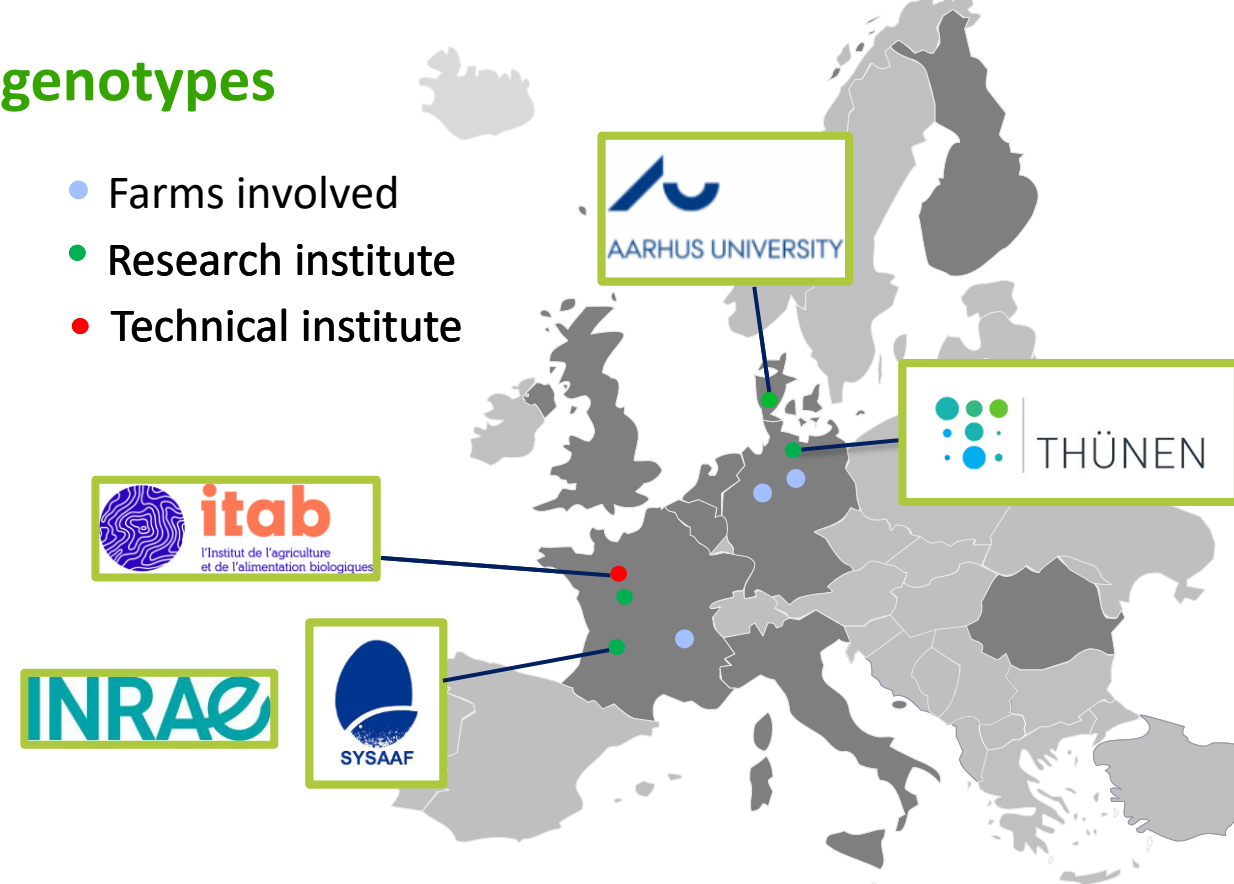 genotypes
Farms involved
Research institute
Technical institute
AARHUS UNIVERSITY
THÜNEN
itab
l'Institut de l'agriculture
et de l'alimentation biologiques
INRAE
SYSAAF